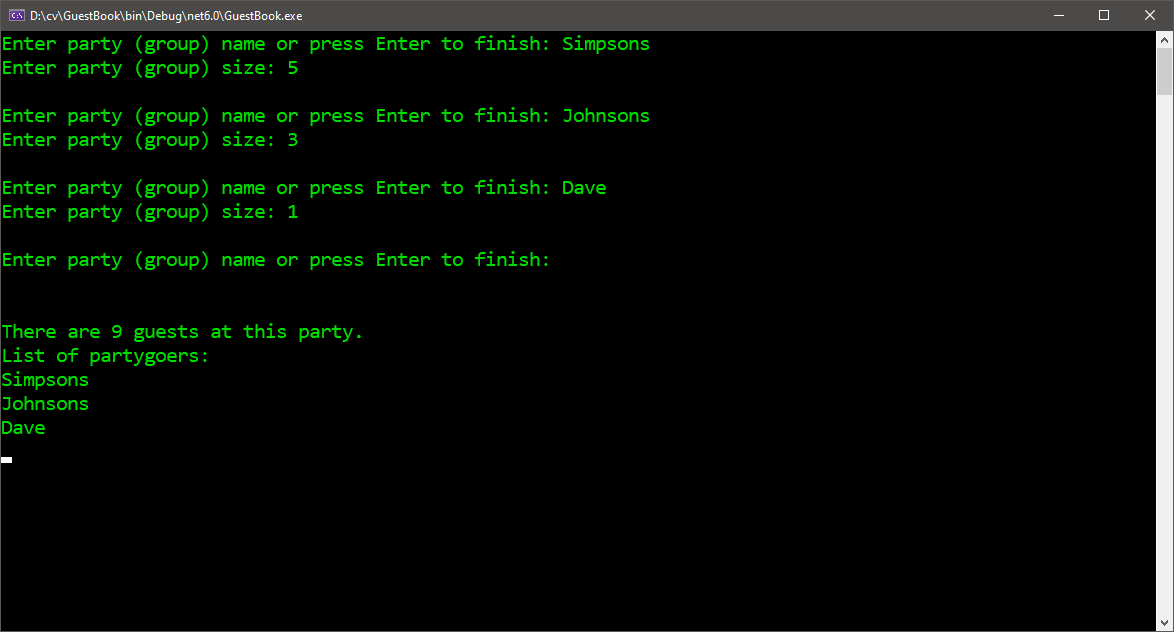 D:\cv\GuestBook\bin\Debug\net6.0\GuestBook.exe
Enter party (group) name or press Enter to finish: Simpsons
Enter party (group) size: 5
Enter party (group) name or press Enter to finish: Johnsons
Enter party (group) size: 3
Enter party (group) name or press Enter to finish: Dave
Enter party (group) size: 1
Enter party (group) name or press Enter to finish:
There are 9 guests at this party.
List of partygoers:
Simpsons
Johnsons
Dave